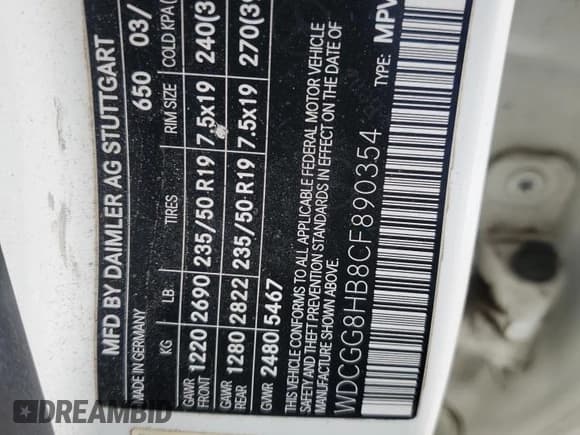 MFD BY DAIMLER AG STUTTGART
MADE IN GERMANY 650 03/
KG LB TIRES RIM SIZE COLD KPA (
GAWR FRONT 1220 2690 235/50 R19 7.5x19 240(3
GAWR REAR 1280 2822 235/50 R19 7.5x19 270(39
GVWR 2480 5467
THIS VEHICLE CONFORMS TO ALL APPLICABLE FEDERAL MOTOR VEHICLE
SAFETY AND THEFT PREVENTION STANDARDS IN EFFECT ON THE DATE OF
MANUFACTURE SHOWN ABOVE.
WDCGG8HB8CF890354 TYPE: MPV
DREAMBID